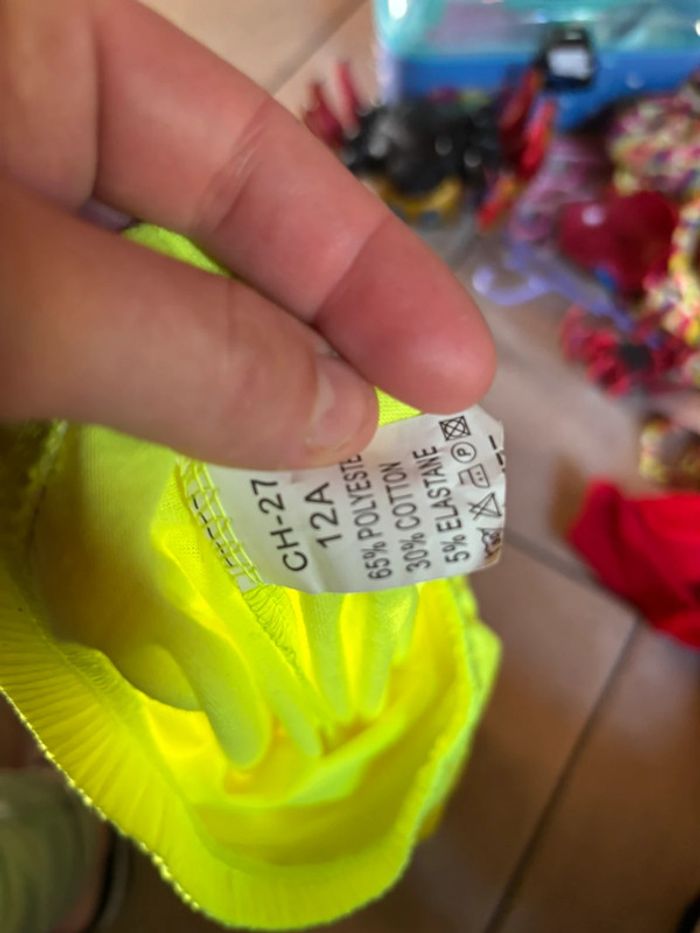 CH-27
12A
65% POLYESTE
30% COTTON
5% ELASTANE
P